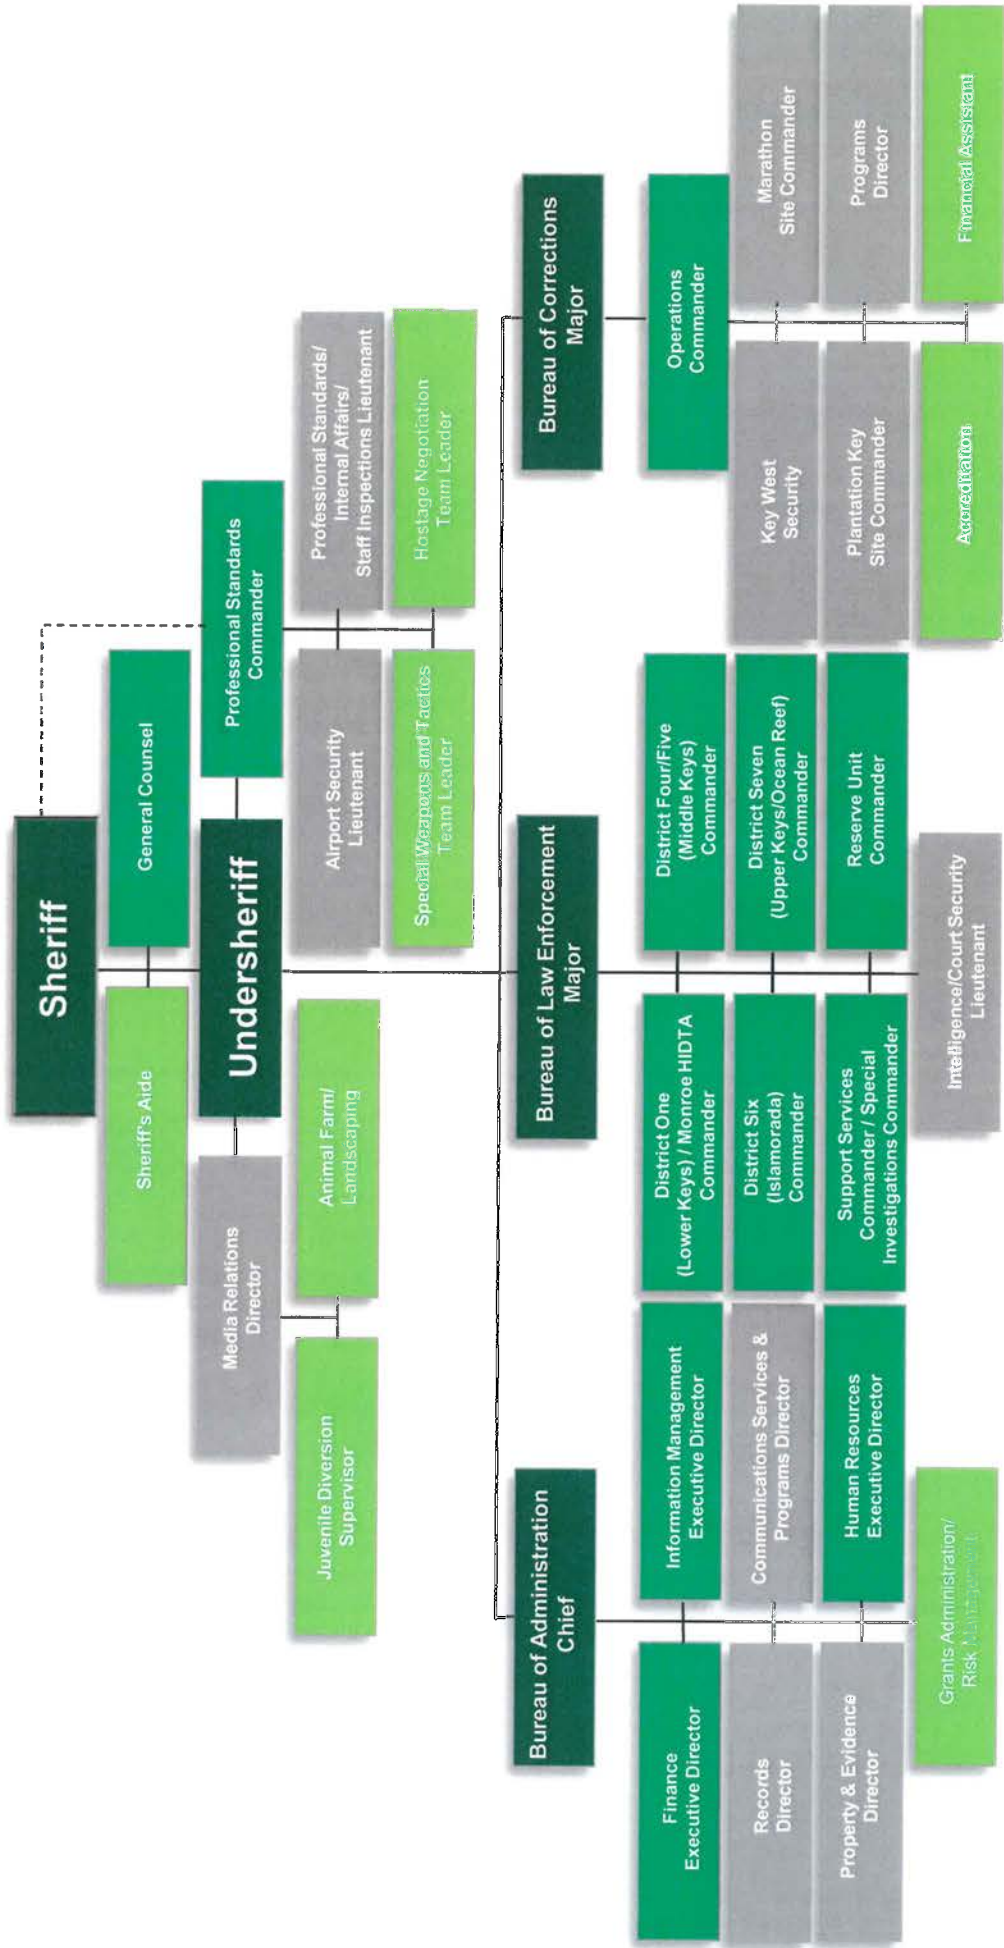 Sheriff
Sheriff's Aide
General Counsel
Media Relations
Director
Undersheriff
Professional Standards
Commander
Juvenile Diversion
Supervisor
Animal Farm/
Landscaping
Airport Security
Lieutenant
Professional Standards/
Internal Affairs/
Staff Inspections Lieutenant
Special Weapons and Tactics
Team Leader
Hostage Negotiation
Team Leader
Bureau of Administration
Chief
Bureau of Law Enforcement
Major
Bureau of Corrections
Major
Finance
Executive Director
Information Management
Executive Director
Records
Director
Communications Services &
Programs Director
Property & Evidence
Director
Human Resources
Executive Director
Grants Administration/
Risk Management
District One
(Lower Keys) / Monroe HIDTA
Commander
District Four/Five
(Middle Keys)
Commander
District Six
(Islamorada)
Commander
District Seven
(Upper Keys/Ocean Reef)
Commander
Support Services
Commander / Special
Investigations Commander
Reserve Unit
Commander
Intelligence/Court Security
Lieutenant
Operations
Commander
Key West
Security
Marathon
Site Commander
Plantation Key
Site Commander
Programs
Director
Accreditation
Financial Assistant